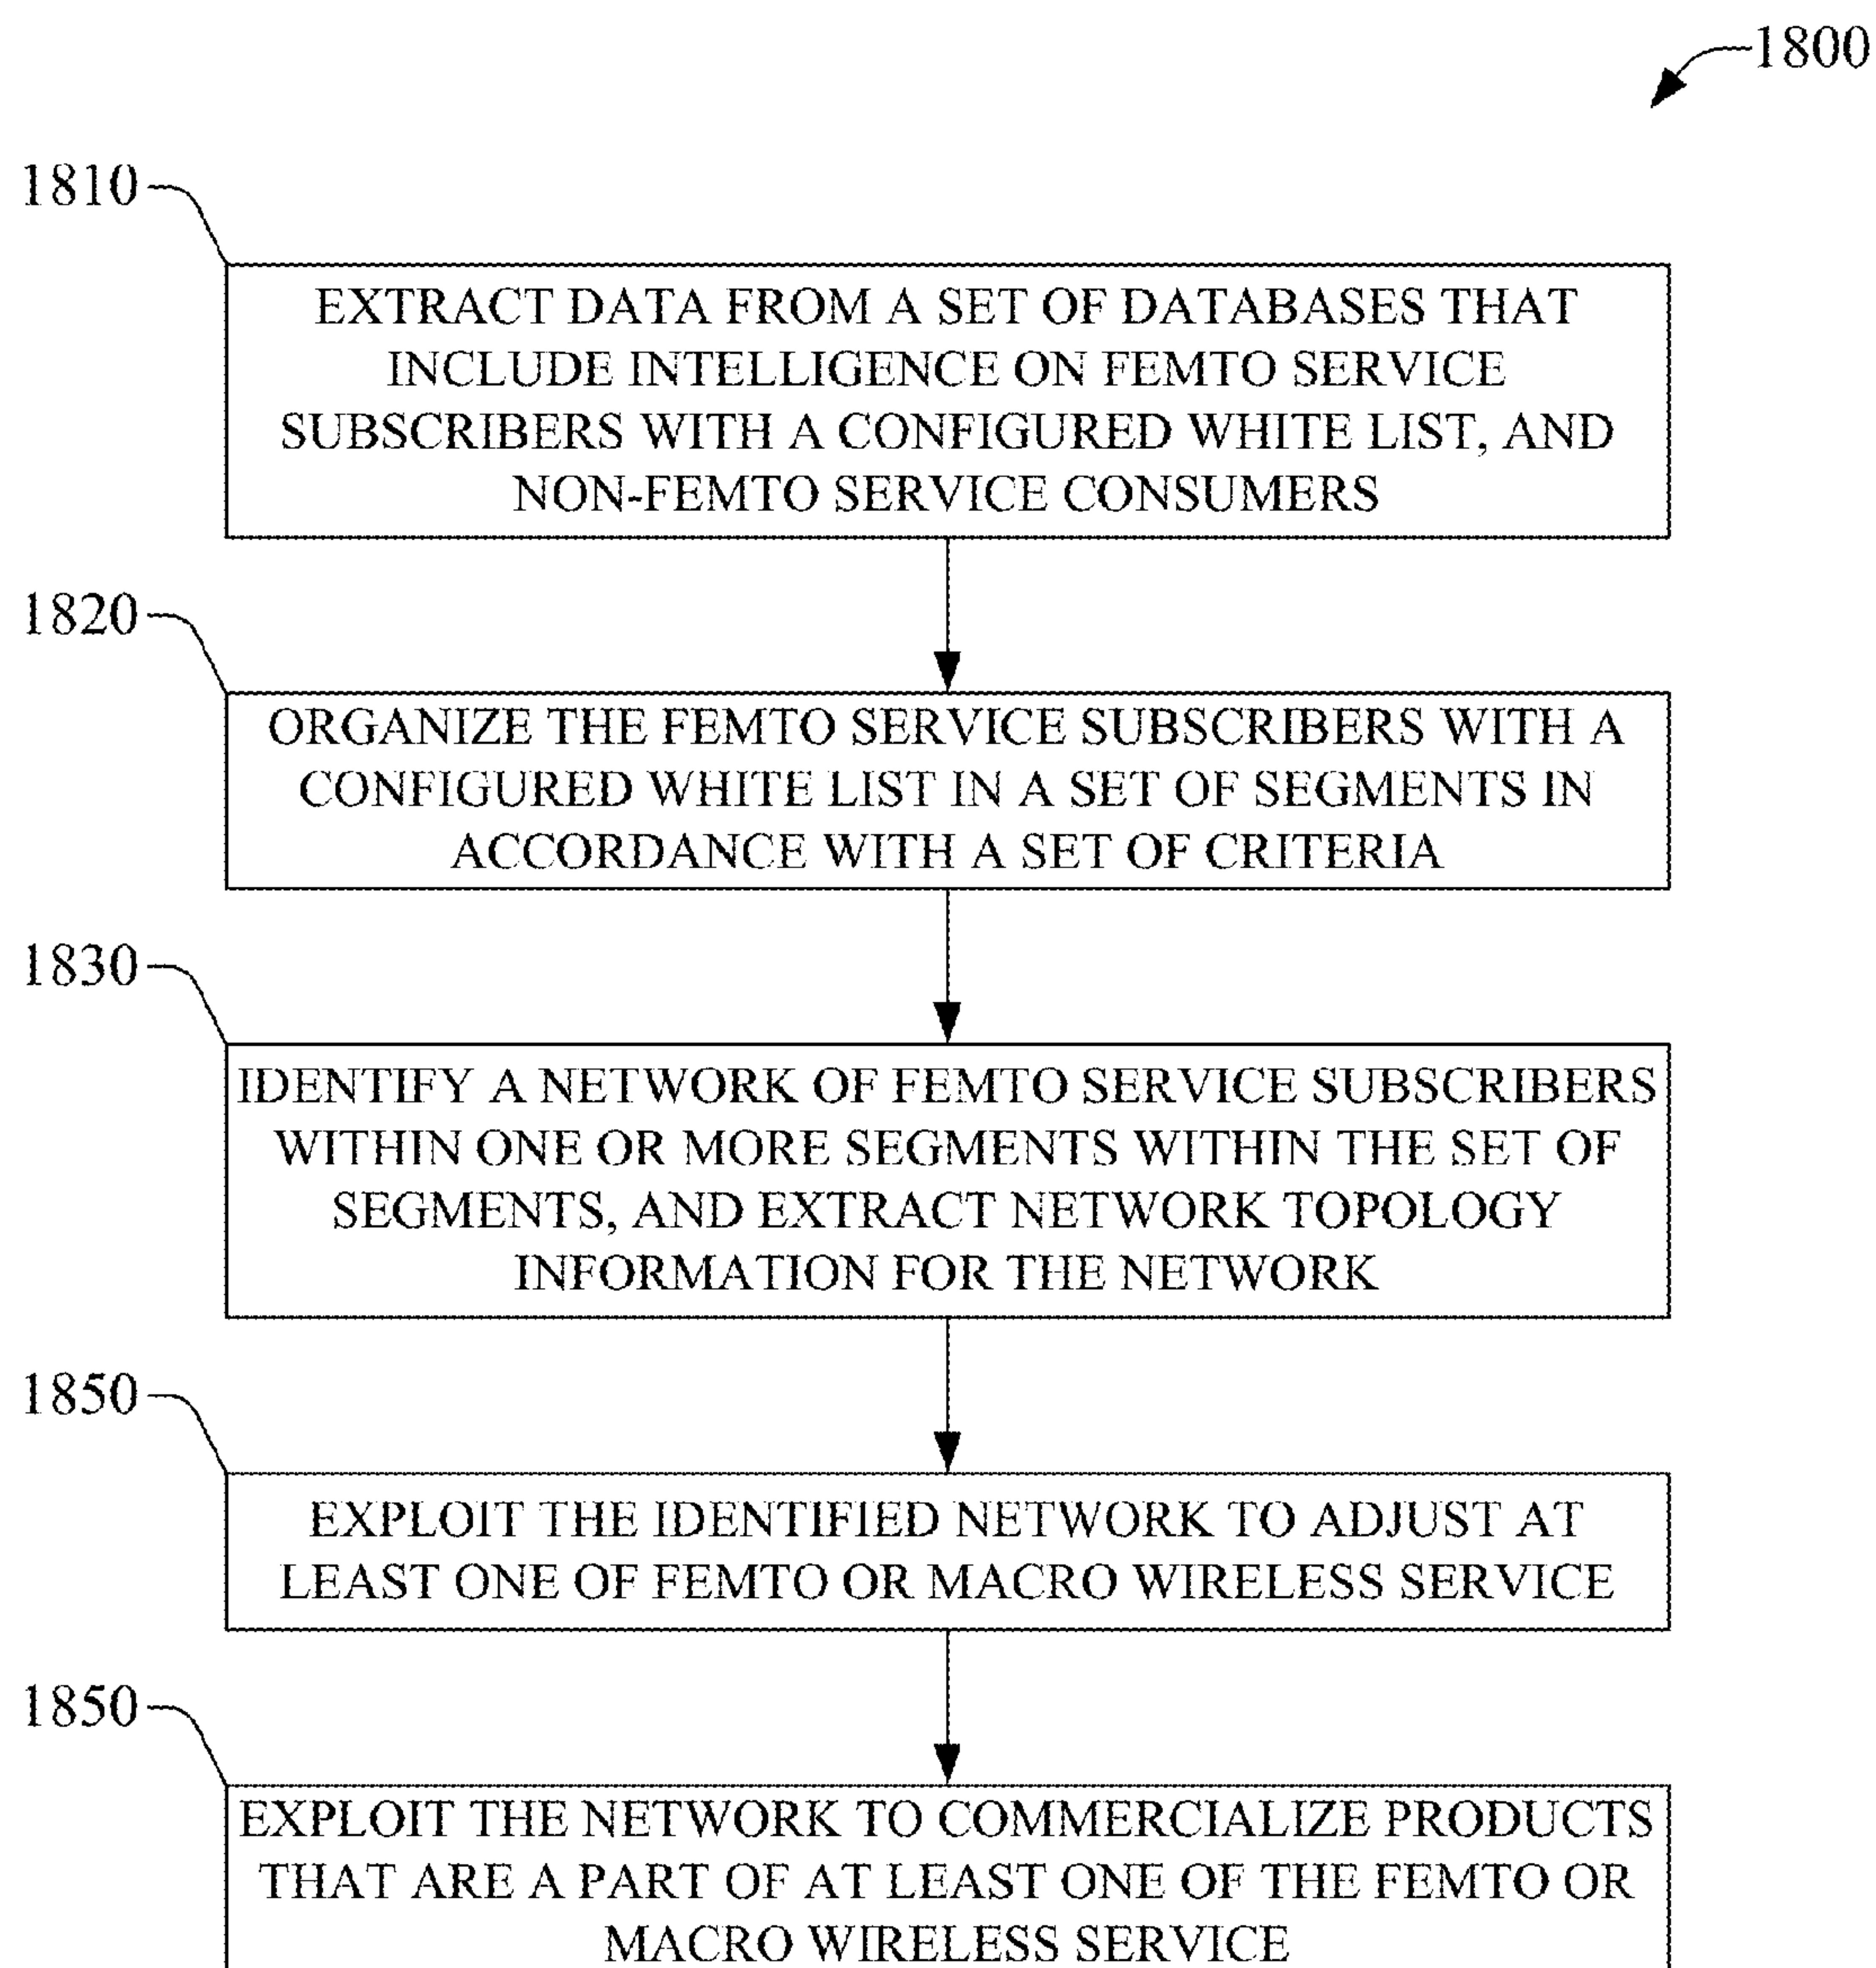 1800
1810
EXTRACT DATA FROM A SET OF DATABASES THAT
INCLUDE INTELLIGENCE ON FEMTO SERVICE
SUBSCRIBERS WITH A CONFIGURED WHITE LIST, AND
NON-FEMTO SERVICE CONSUMERS
1820
ORGANIZE THE FEMTO SERVICE SUBSCRIBERS WITH A
CONFIGURED WHITE LIST IN A SET OF SEGMENTS IN
ACCORDANCE WITH A SET OF CRITERIA
1830
IDENTIFY A NETWORK OF FEMTO SERVICE SUBSCRIBERS
WITHIN ONE OR MORE SEGMENTS WITHIN THE SET OF
SEGMENTS, AND EXTRACT NETWORK TOPOLOGY
INFORMATION FOR THE NETWORK
1850
EXPLOIT THE IDENTIFIED NETWORK TO ADJUST AT
LEAST ONE OF FEMTO OR MACRO WIRELESS SERVICE
1850
EXPLOIT THE NETWORK TO COMMERCIALIZE PRODUCTS
THAT ARE A PART OF AT LEAST ONE OF THE FEMTO OR
MACRO WIRELESS SERVICE